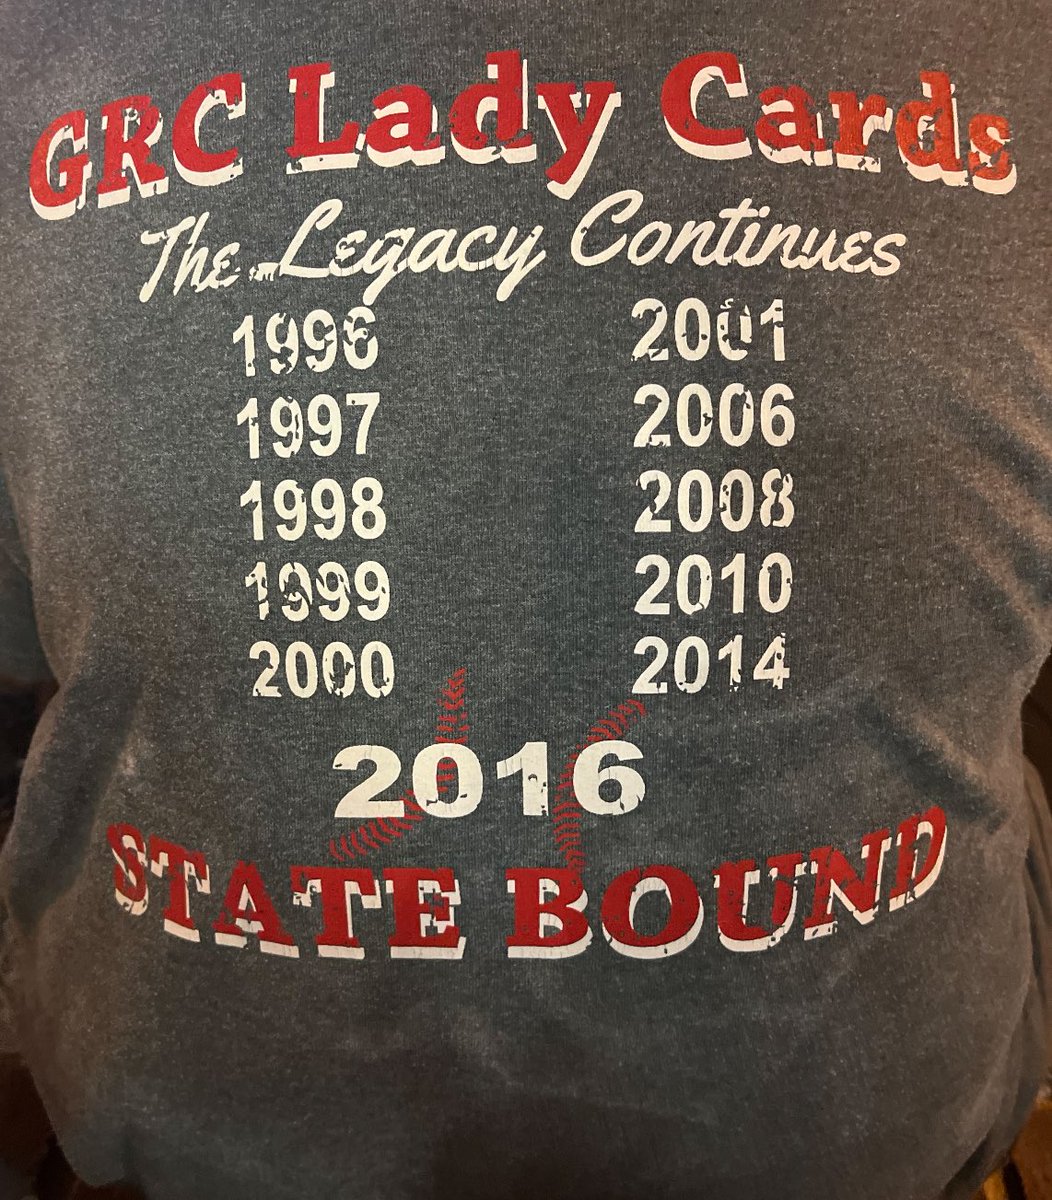 GRC Lady Cards
The Legacy Continues
1996 2001
1997 2006
1998 2008
1999 2010
2000 2014
2016
STATE BOUND